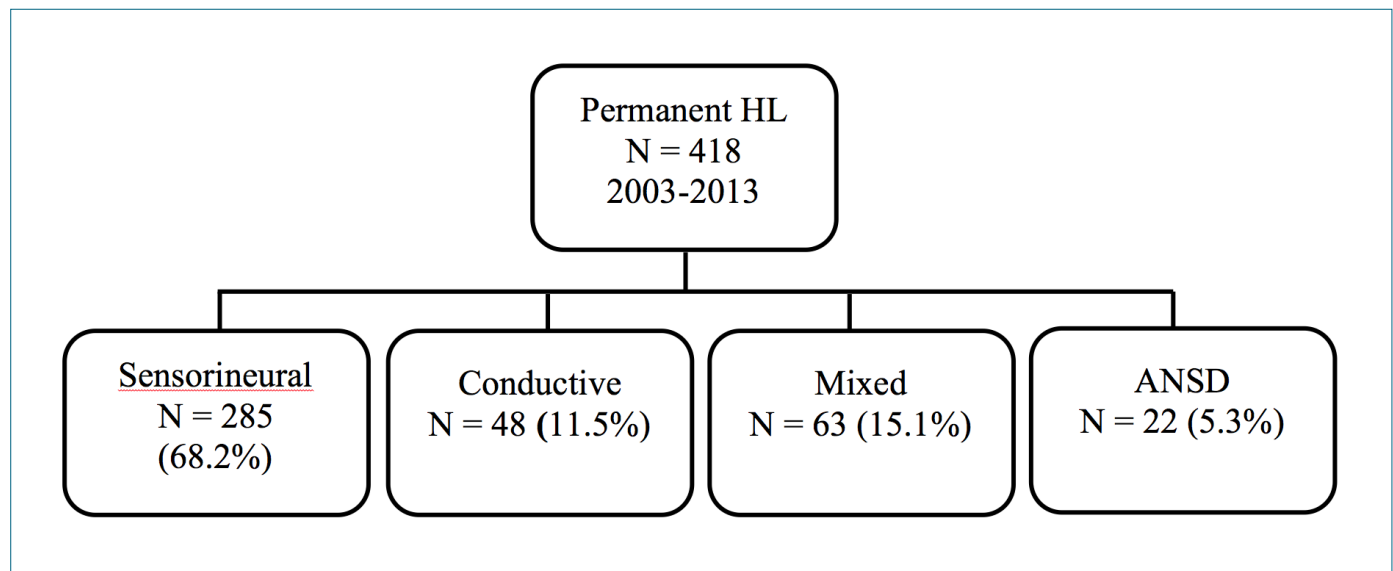 Permanent HL
N = 418
2003-2013
Sensorineural
N = 285
(68.2%)
Conductive
N = 48 (11.5%)
Mixed
N = 63 (15.1%)
ANSD
N = 22 (5.3%)